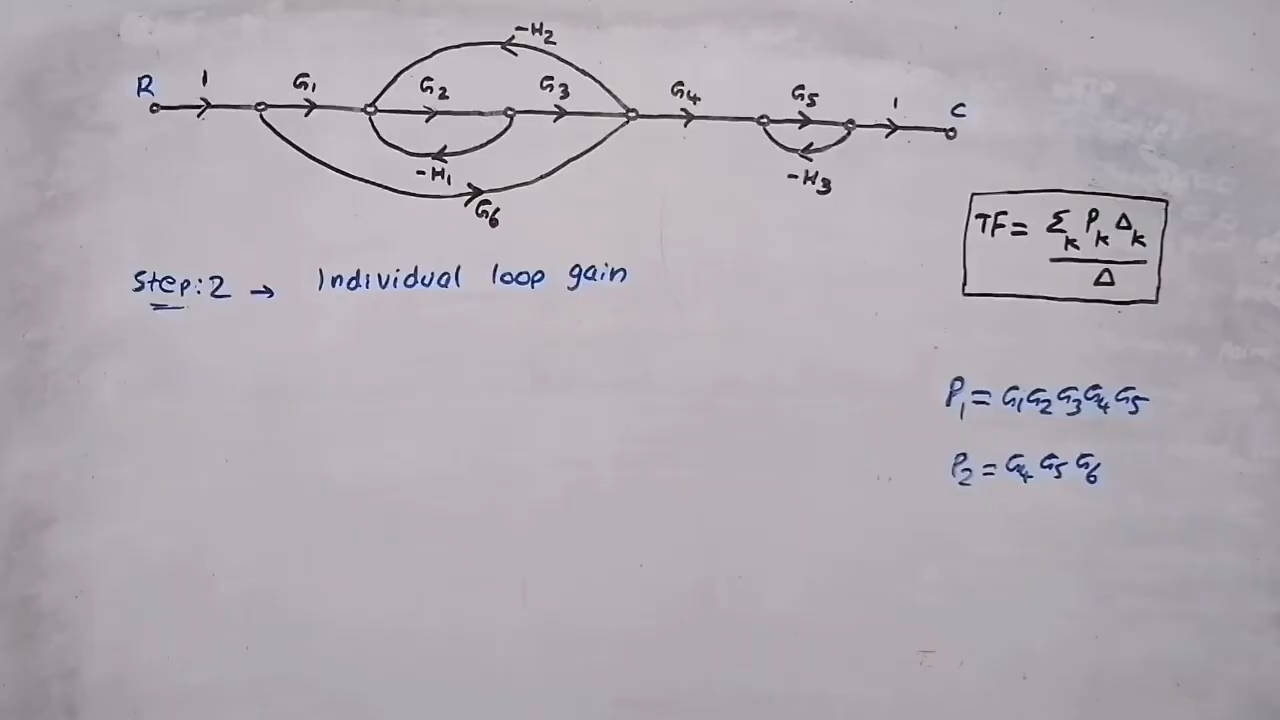 -H₂
R 1 G₁ G₂ G₃ G₄ G₅ 1 C
-H₁ -H₃
G₆
TF = Σₖ Pₖ Δₖ
Δ
Step:2 → Individual loop gain
P₁ = G₁G₂G₃G₄G₅
P₂ = G₄G₅G₆